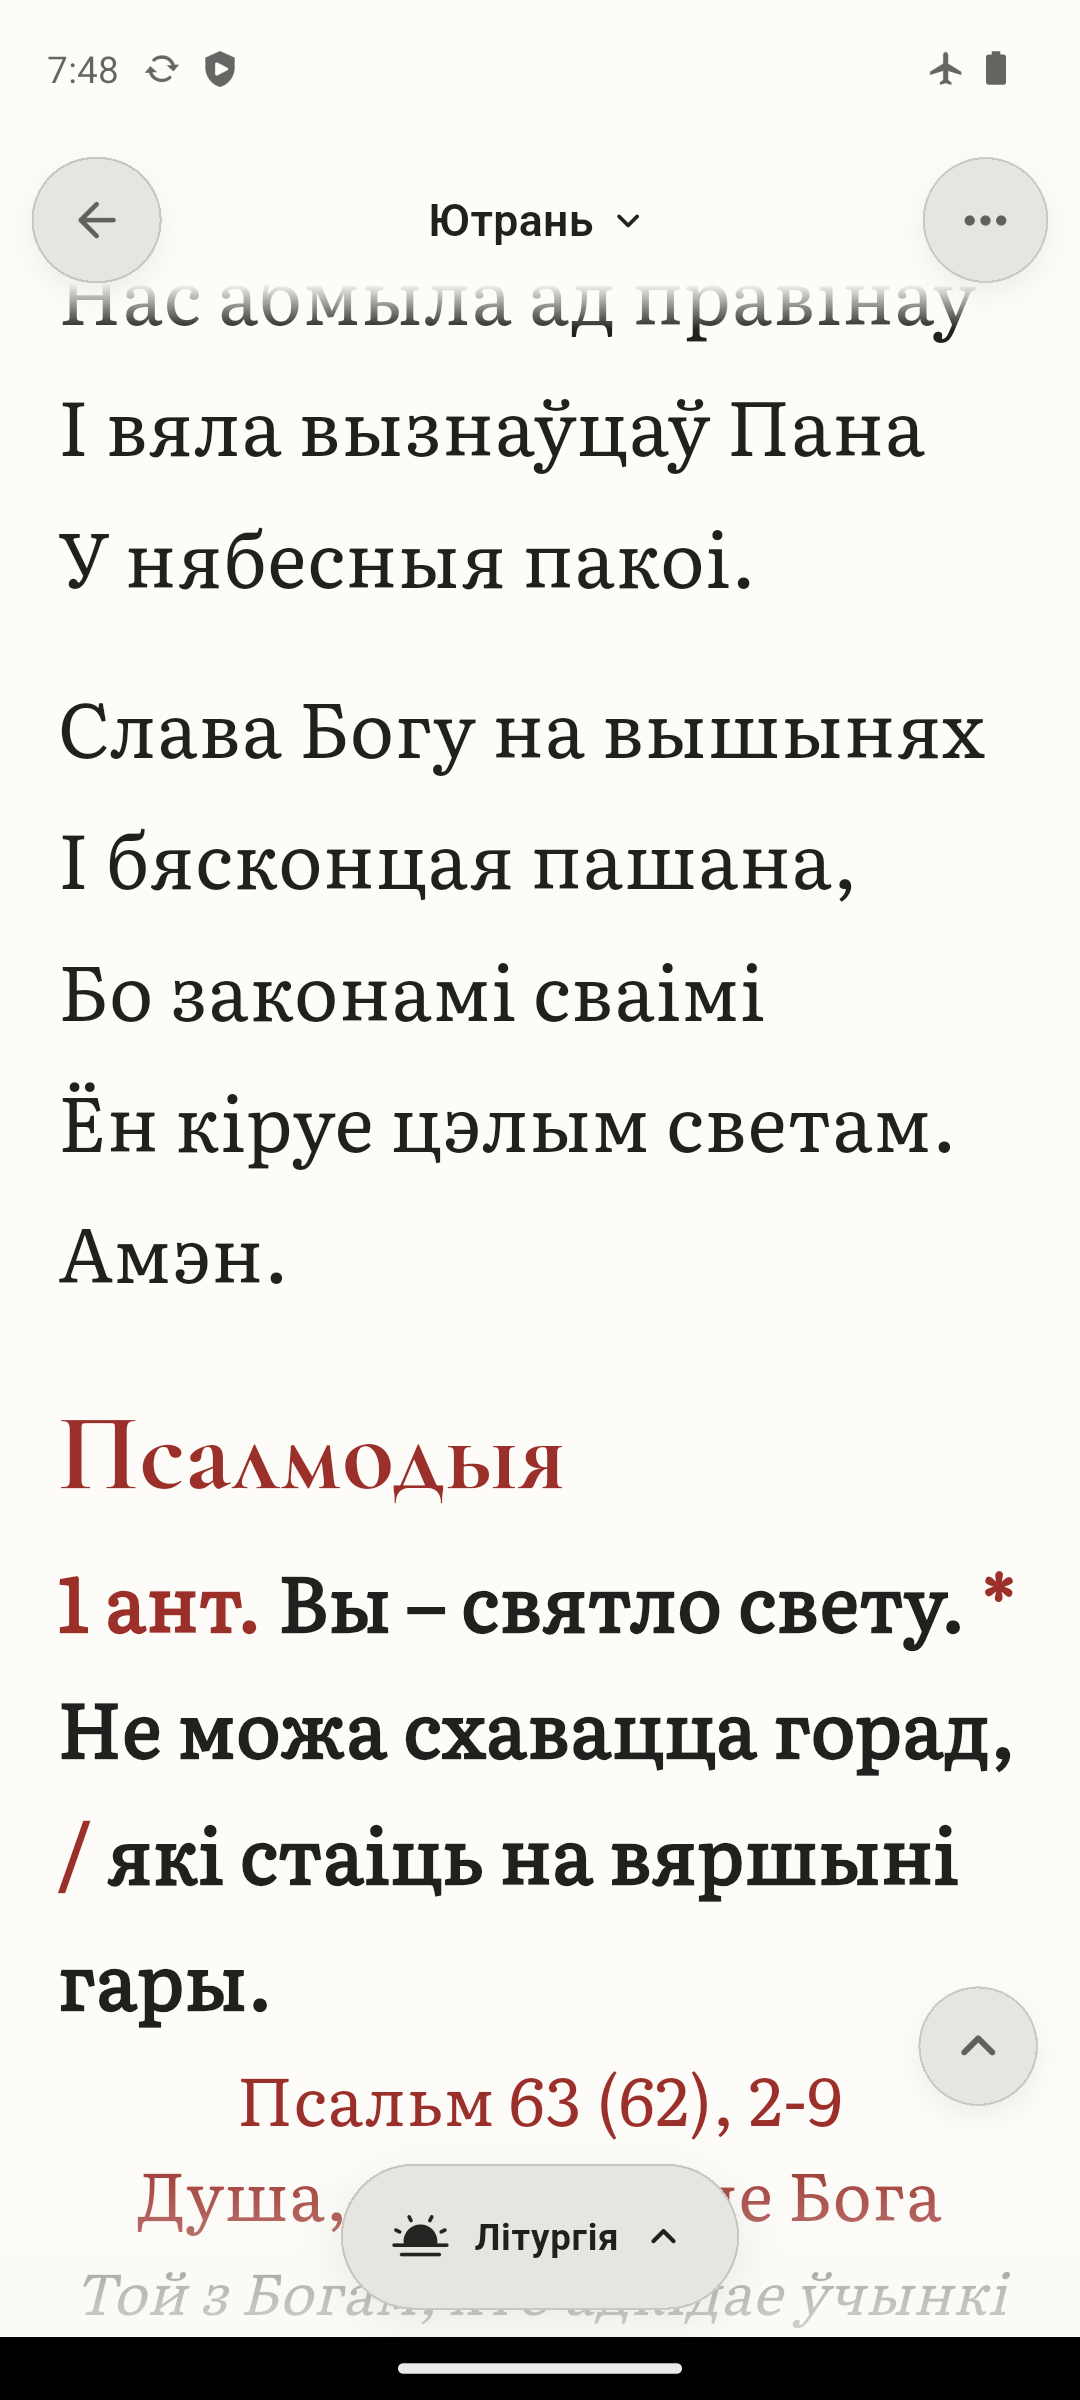 7:48
Ютрань
Нас абмыла ад правінаў
І вяла вызнаўцаў Пана
У нябесныя пакоі.
Слава Богу на вышынях
І бясконцая пашана,
Бо законамі сваімі
Ён кіруе цэлым светам.
Амэн.
Псалмодыя
1 ант. Вы – святло свету. *
Не можа схавацца горад,
/ які стаіць на вяршыні
гары.
Псальм 63 (62), 2-9
Душа, Бога
Літургія
Той з Богам, ўчынкі